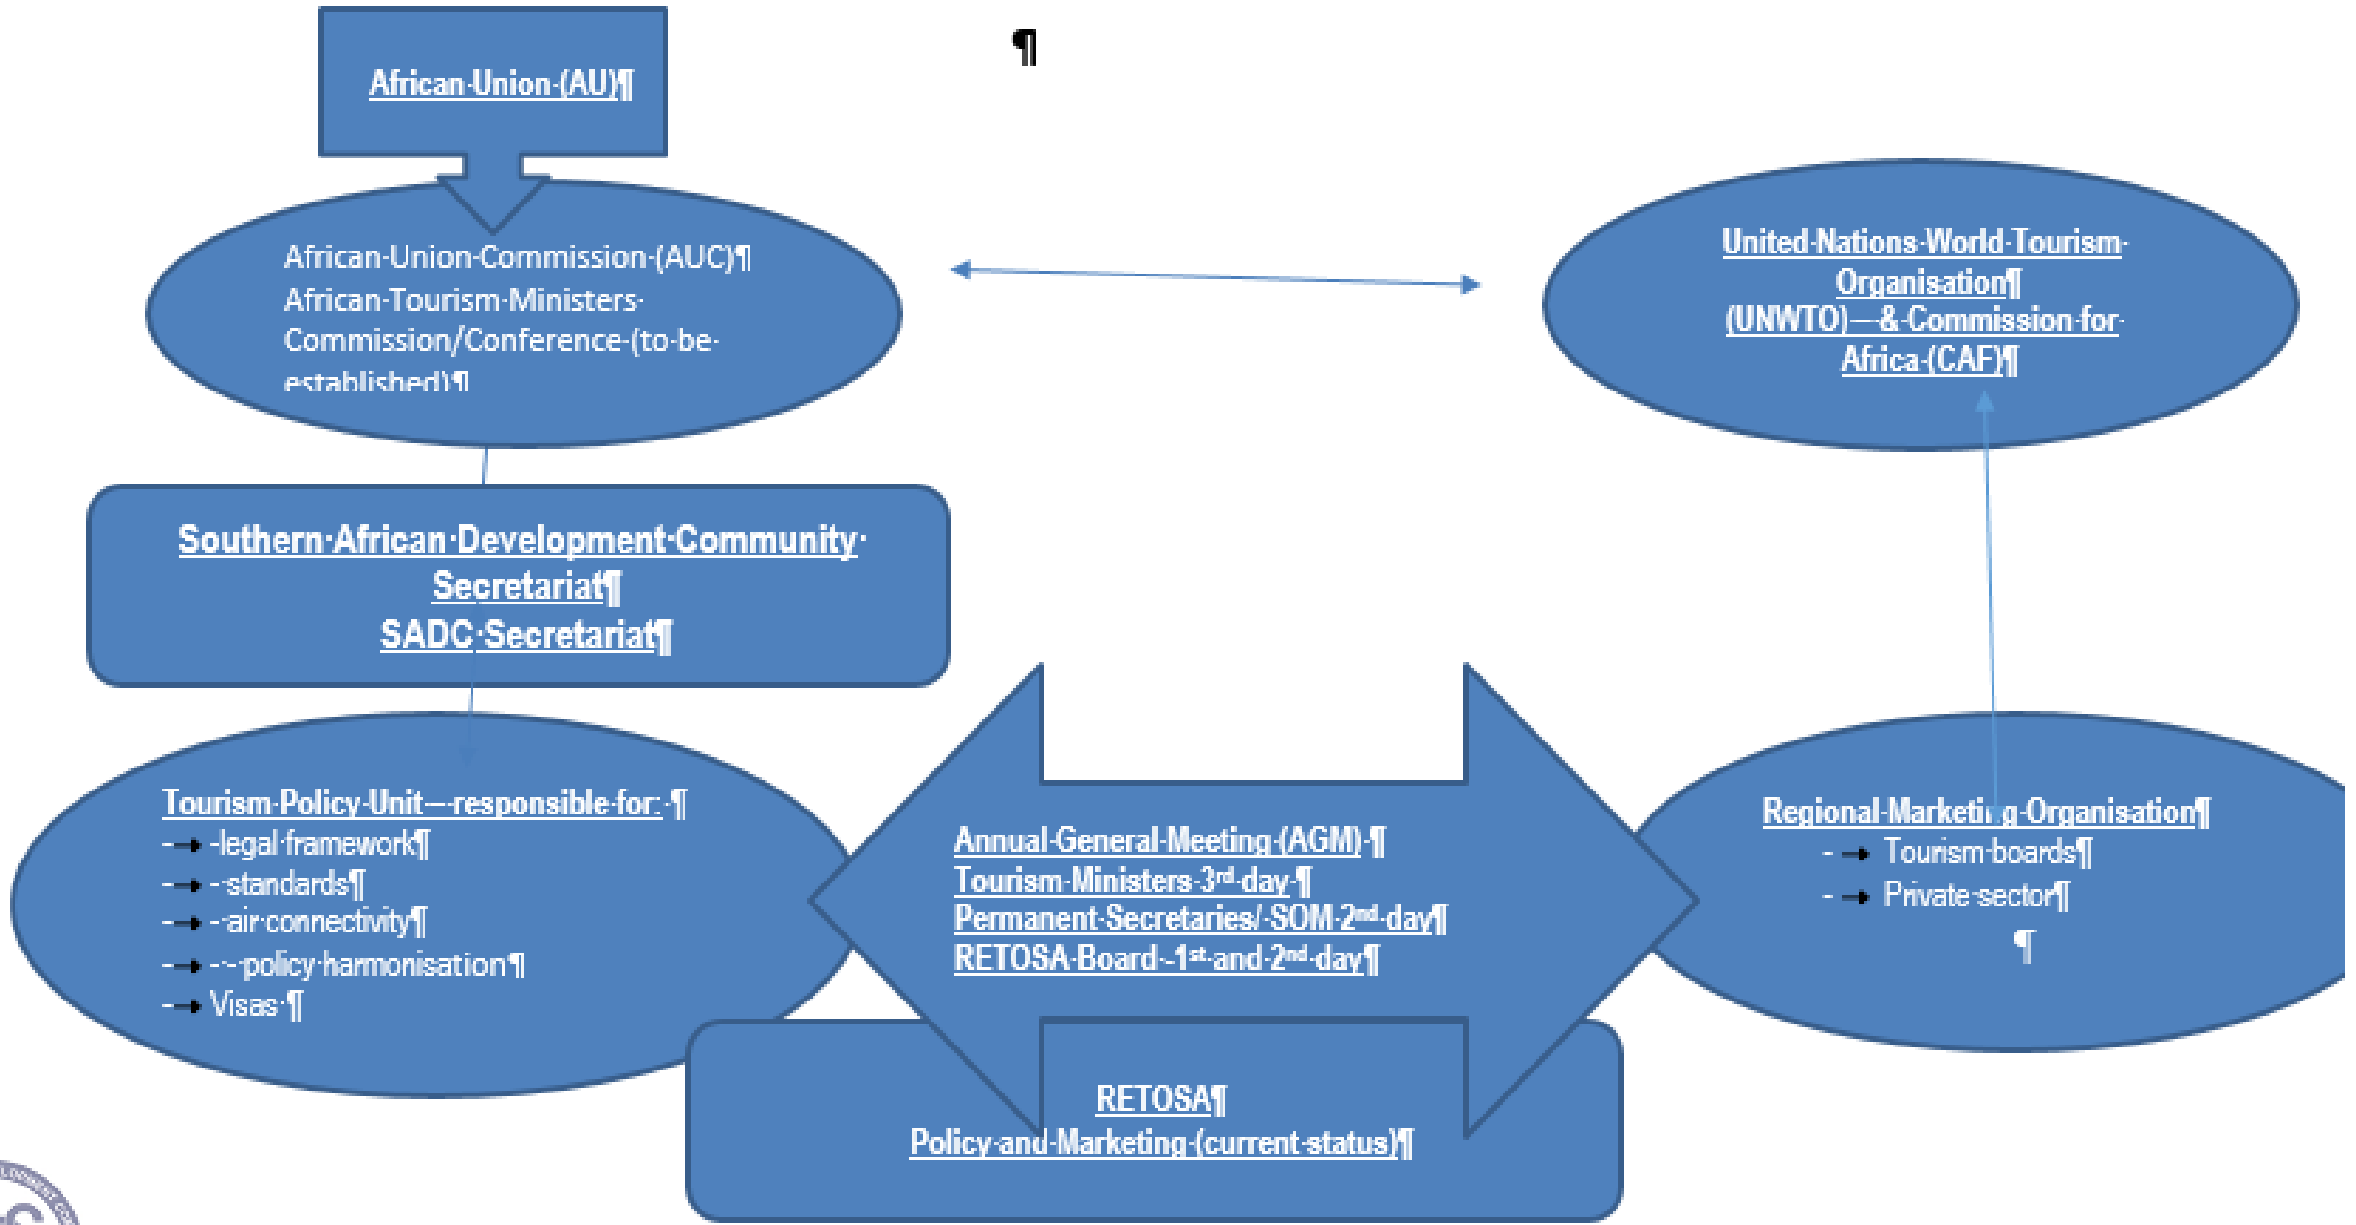 African Union (AU)¶
¶
African Union Commission (AUC)¶
African Tourism Ministers
Commission/Conference (to be
established)¶
United Nations World Tourism
Organisation¶
(UNWTO) – & Commission for
Africa (CAF)¶
Southern African Development Community
Secretariat¶
SADC Secretariat¶
Tourism Policy Unit – responsible for: ¶
- → -legal framework¶
- → - standards¶
- → -air connectivity¶
- → - - policy harmonisation¶
- → Visas ¶
Annual General Meeting (AGM) ¶
Tourism Ministers 3rd day ¶
Permanent Secretaries/ SOM 2nd day¶
RETOSA Board -1st and 2nd day¶
Regional Marketing Organisation¶
- → Tourism boards¶
- → Private sector¶
¶
RETOSA¶
Policy and Marketing (current status)¶